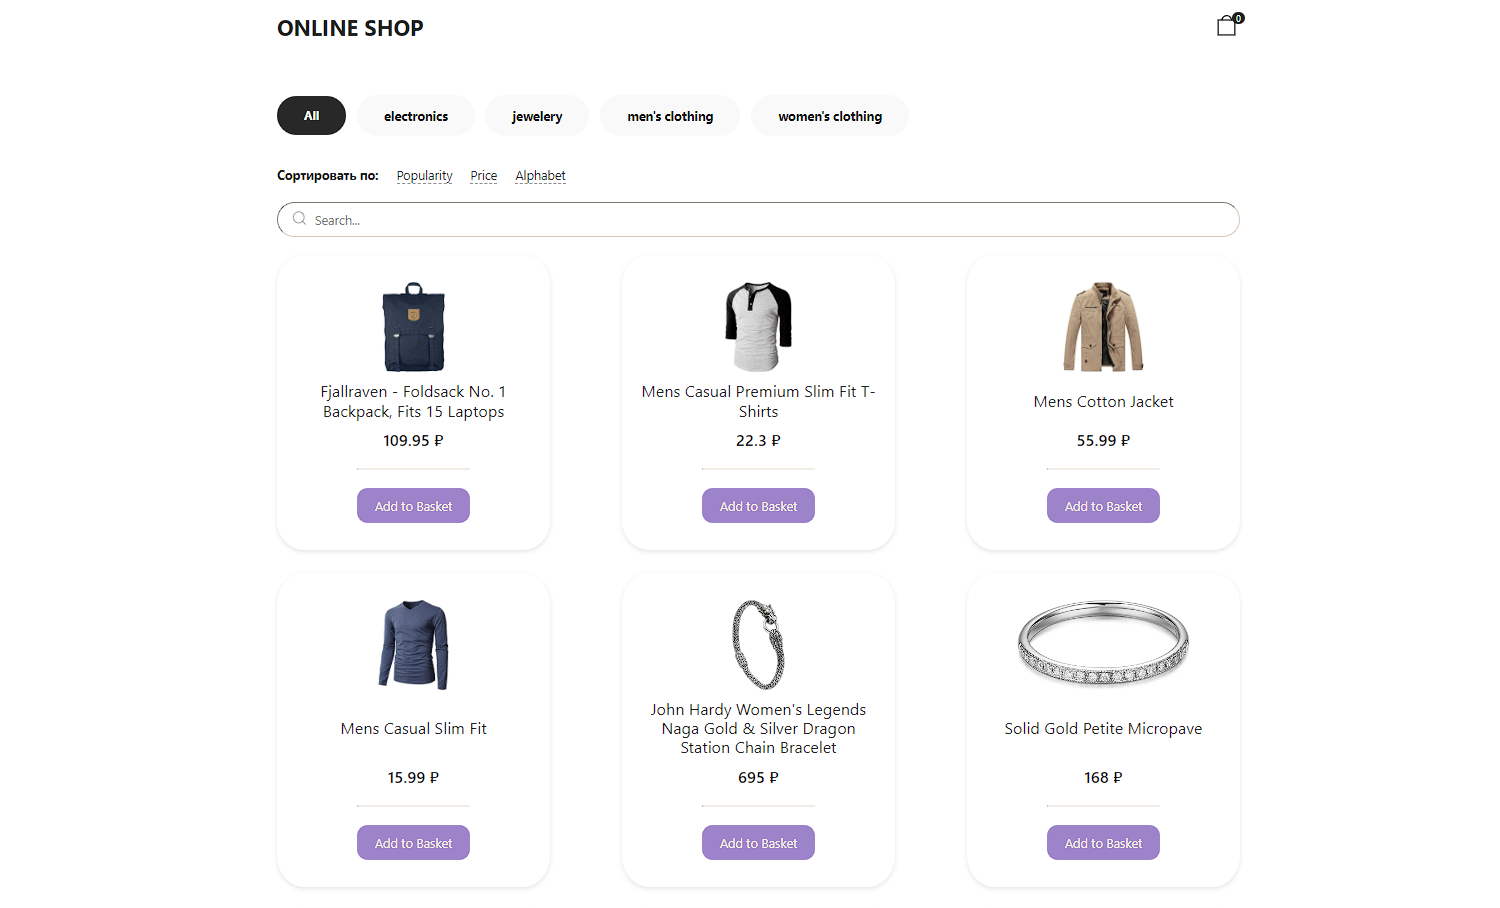 ONLINE SHOP
0
All
electronics
jewelery
men's clothing
women's clothing
Сортировать по:
Popularity
Price
Alphabet
Search...
Fjallraven - Foldsack No. 1
Backpack, Fits 15 Laptops
109.95 ₽
Add to Basket
Mens Casual Premium Slim Fit T-
Shirts
22.3 ₽
Add to Basket
Mens Cotton Jacket
55.99 ₽
Add to Basket
Mens Casual Slim Fit
15.99 ₽
Add to Basket
John Hardy Women's Legends
Naga Gold & Silver Dragon
Station Chain Bracelet
695 ₽
Add to Basket
Solid Gold Petite Micropave
168 ₽
Add to Basket